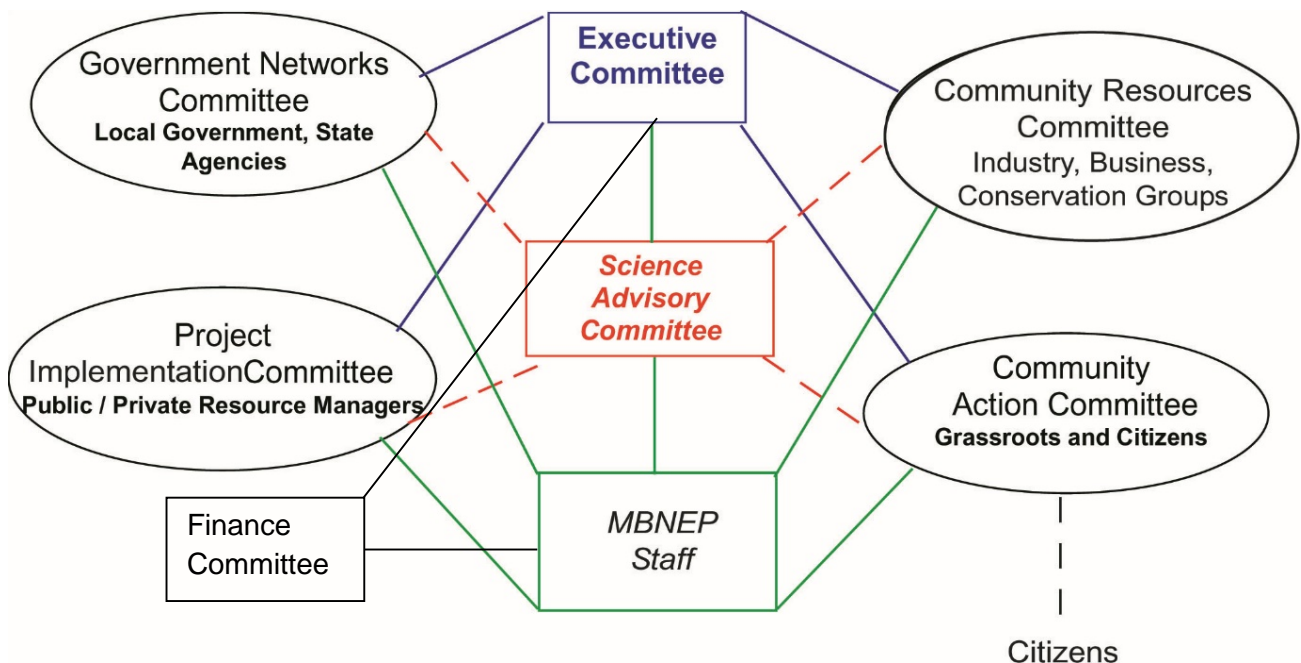 Government Networks
Committee
Local Government, State
Agencies
Executive
Committee
Community Resources
Committee
Industry, Business,
Conservation Groups
Science
Advisory
Committee
Project
ImplementationCommittee
Public / Private Resource Managers
Community
Action Committee
Grassroots and Citizens
Finance
Committee
MBNEP
Staff
Citizens